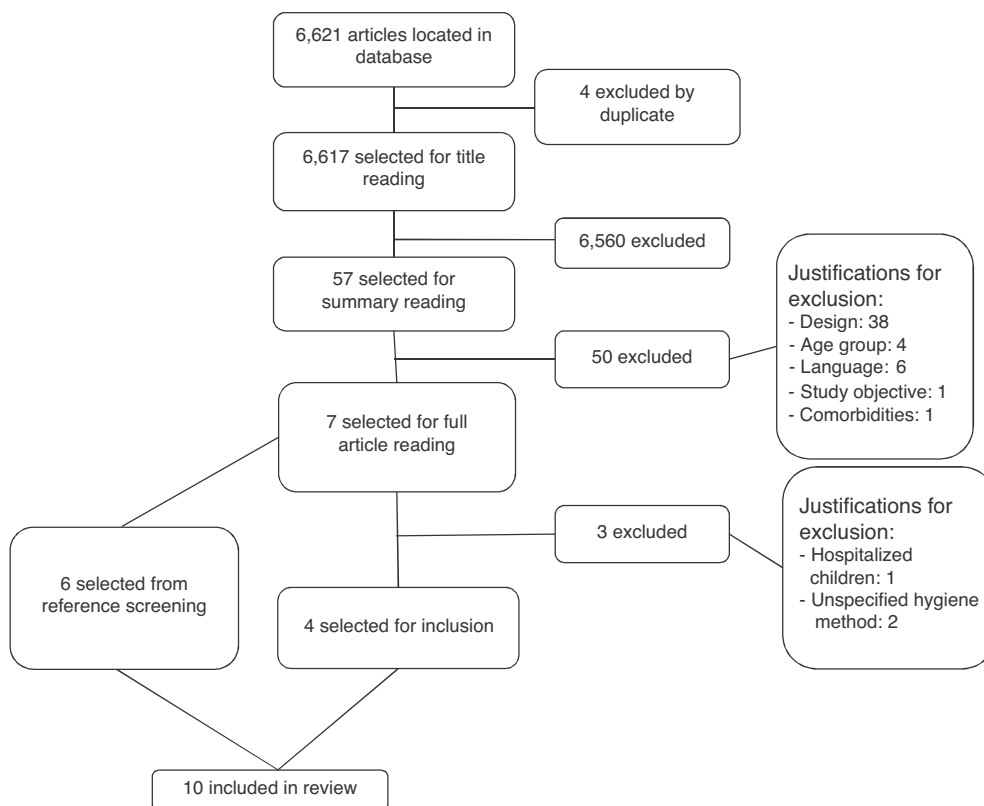 6,621 articles located in
database
4 excluded by
duplicate
6,617 selected for title
reading
6,560 excluded
57 selected for
summary reading
Justifications for
exclusion:
- Design: 38
- Age group: 4
- Language: 6
- Study objective: 1
- Comorbidities: 1
50 excluded
7 selected for full
article reading
3 excluded
Justifications for
exclusion:
- Hospitalized
children: 1
- Unspecified hygiene
method: 2
6 selected from
reference screening
4 selected for inclusion
10 included in review